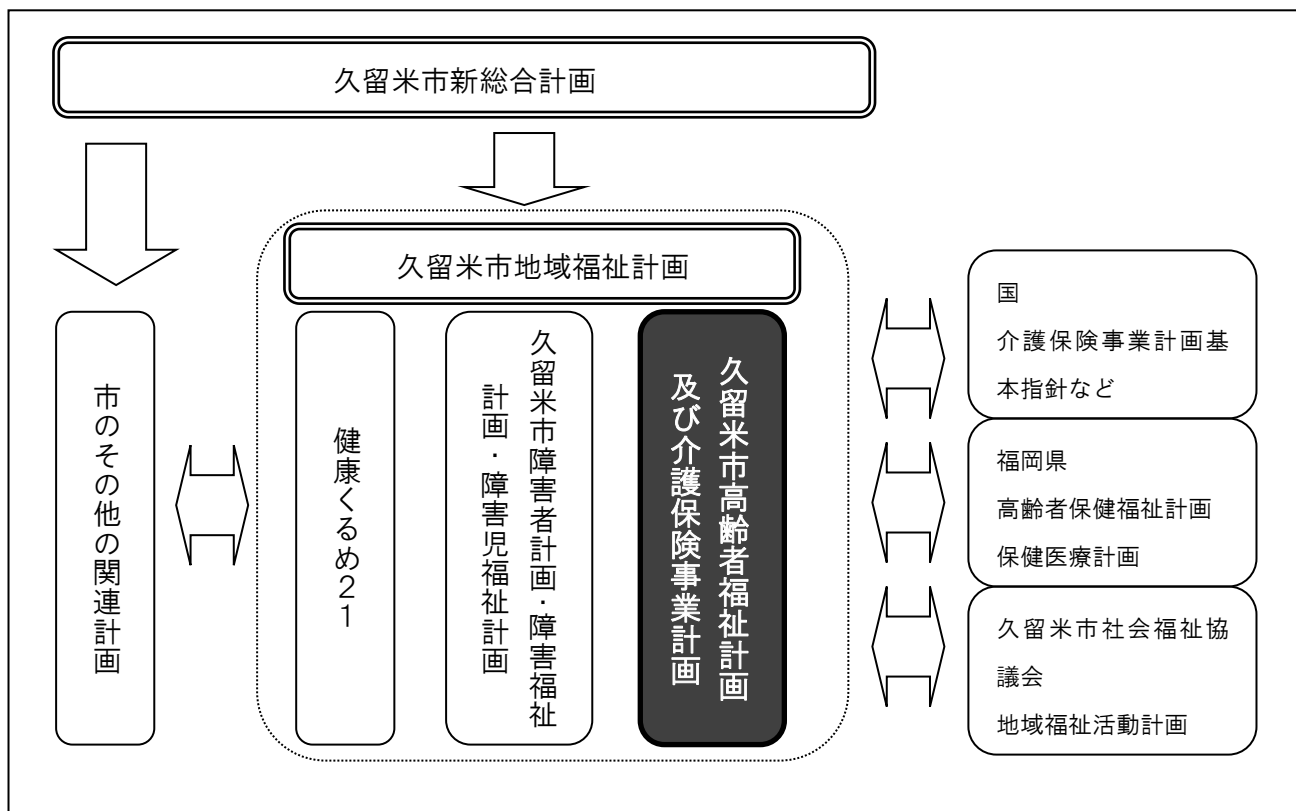 久留米市新総合計画
久留米市地域福祉計画
市のその他の関連計画
健康くるめ２１
久留米市障害者計画・障害福祉
計画・障害児福祉計画
久留米市高齢者福祉計画
及び介護保険事業計画
国
介護保険事業計画基
本指針など
福岡県
高齢者保健福祉計画
保健医療計画
久留米市社会福祉協
議会
地域福祉活動計画